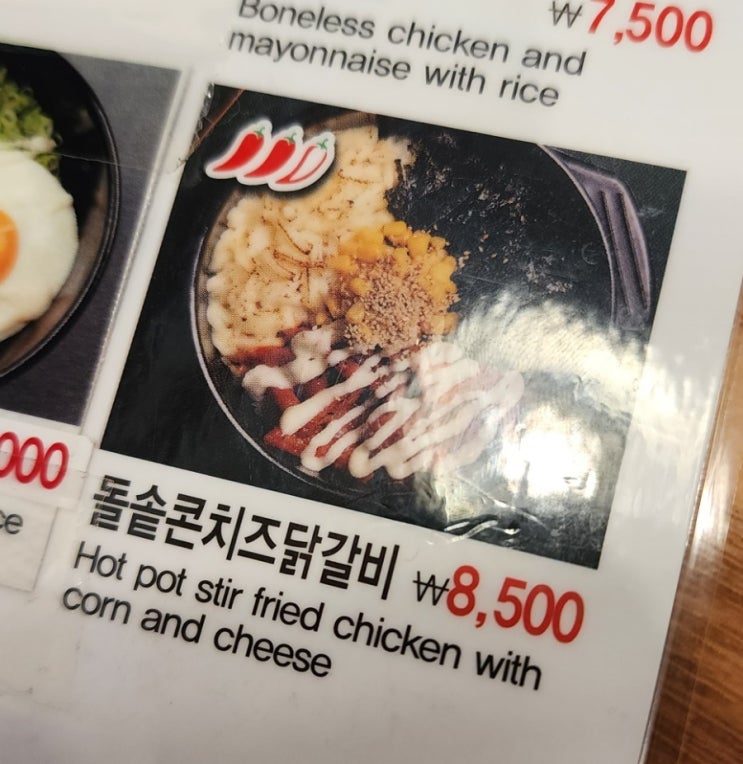 Boneless chicken and
mayonnaise with rice
₩7,500
000
ce
돌솥콘치즈닭갈비 ₩8,500
Hot pot stir fried chicken with
corn and cheese